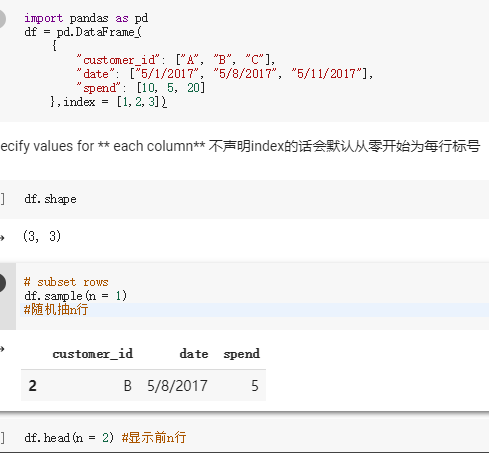 import pandas as pd
df = pd.DataFrame(
{
"customer_id": ["A", "B", "C"],
"date": ["5/1/2017", "5/8/2017", "5/11/2017"],
"spend": [10, 5, 20]
},index = [1,2,3])
ecify values for ** each column** 不声明index的话会默认从零开始为每行标号
]
df.shape
(3, 3)
# subset rows
df.sample(n = 1)
#随机抽n行
customer_id date spend
2 B 5/8/2017 5
] df.head(n = 2) #显示前n行